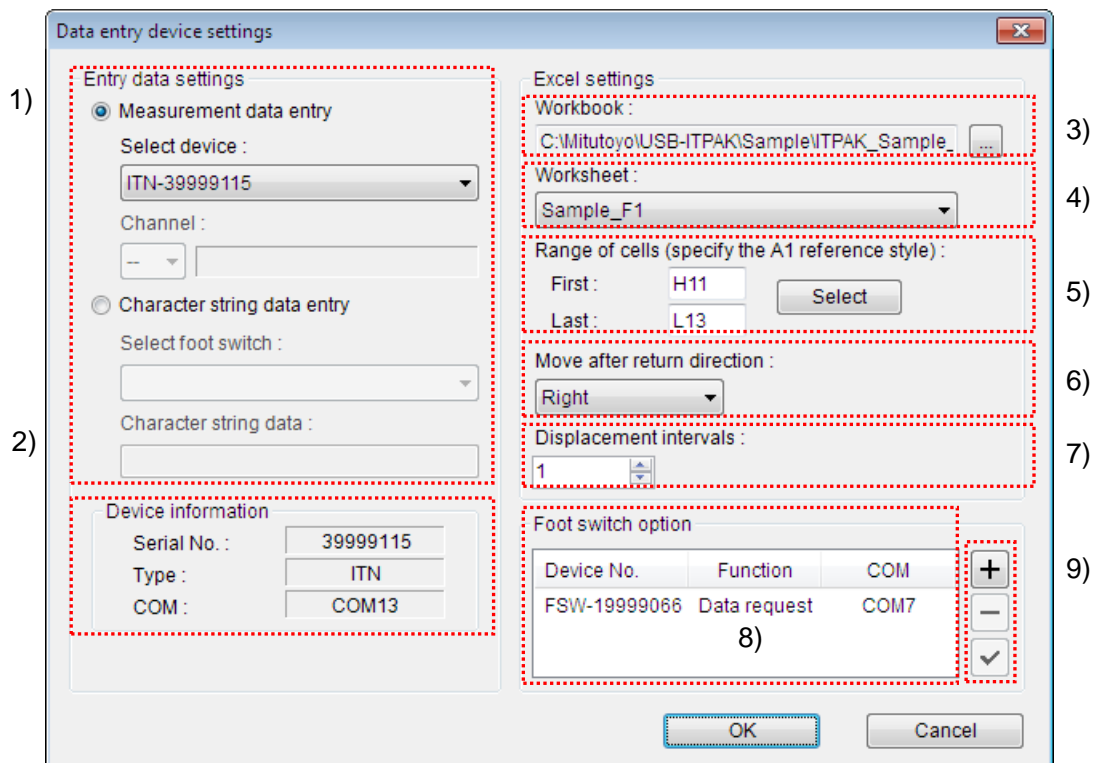 Data entry device settings
1)
Entry data settings
Measurement data entry
Select device :
ITN-39999115
Channel :
--
Character string data entry
Select foot switch :
Character string data :
2)
Device information
Serial No. : 39999115
Type : ITN
COM : COM13
Excel settings
Workbook :
C:\Mitutoyo\USB-ITPAK\Sample\ITPAK_Sample_ ...
3)
Worksheet :
Sample_F1
4)
Range of cells (specify the A1 reference style) :
First : H11
Select
Last : L13
5)
Move after return direction :
Right
6)
Displacement intervals :
1
7)
Foot switch option
Device No. Function COM
FSW-19999066 Data request COM7
8)
+
−
9)
OK Cancel